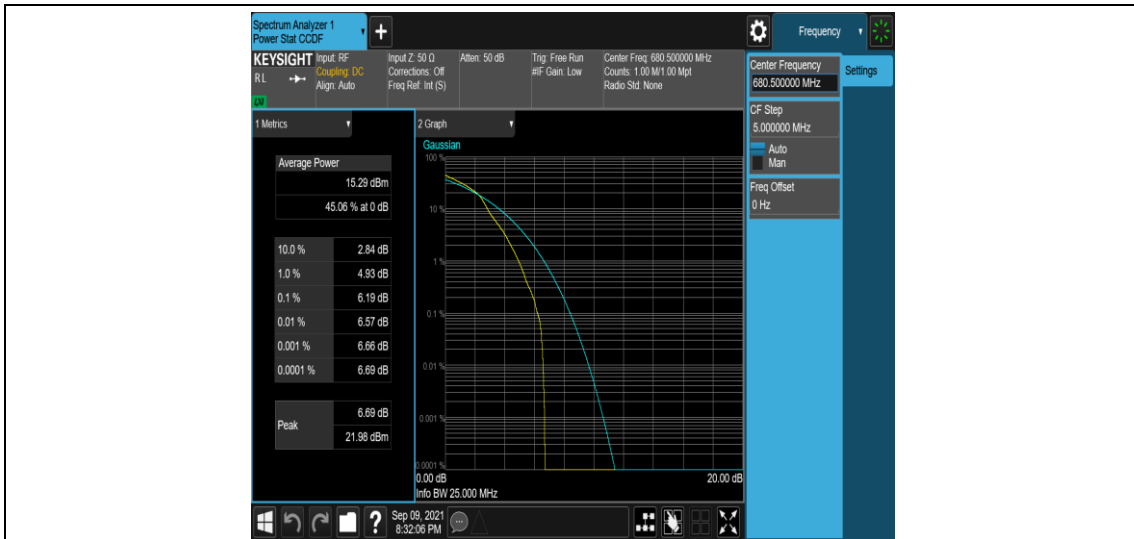 Spectrum Analyzer 1
Power Stat CCDF
Frequency
KEYSIGHT
RL
LXI
Input: RF
Coupling: DC
Align: Auto
Input Z: 50 Ω
Corrections: Off
Freq Ref: Int (S)
Atten: 50 dB
Trig: Free Run
#IF Gain: Low
Center Freq: 680.500000 MHz
Counts: 1.00 M/1.00 Mpt
Radio Std: None
Center Frequency
680.500000 MHz
Settings
CF Step
5.000000 MHz
Auto
Man
Freq Offset
0 Hz
1 Metrics
Average Power
15.29 dBm
45.06 % at 0 dB
10.0 % 2.84 dB
1.0 % 4.93 dB
0.1 % 6.19 dB
0.01 % 6.57 dB
0.001 % 6.66 dB
0.0001 % 6.69 dB
Peak
6.69 dB
21.98 dBm
2 Graph
Gaussian
100 %
10 %
1 %
0.1 %
0.01 %
0.001 %
0.0001 %
0.00 dB 20.00 dB
Info BW 25.000 MHz
?
Sep 09, 2021
8:32:06 PM